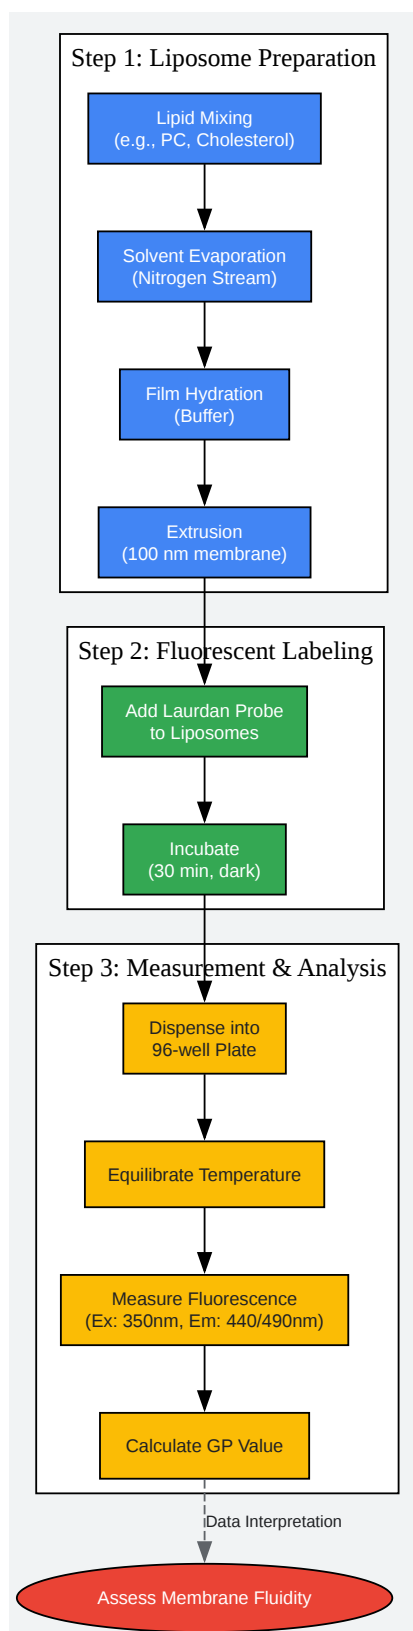 Step 1: Liposome Preparation
Lipid Mixing
(e.g., PC, Cholesterol)
Solvent Evaporation
(Nitrogen Stream)
Film Hydration
(Buffer)
Extrusion
(100 nm membrane)
Step 2: Fluorescent Labeling
Add Laurdan Probe
to Liposomes
Incubate
(30 min, dark)
Step 3: Measurement & Analysis
Dispense into
96-well Plate
Equilibrate Temperature
Measure Fluorescence
(Ex: 350nm, Em: 440/490nm)
Calculate GP Value
Data Interpretation
Assess Membrane Fluidity